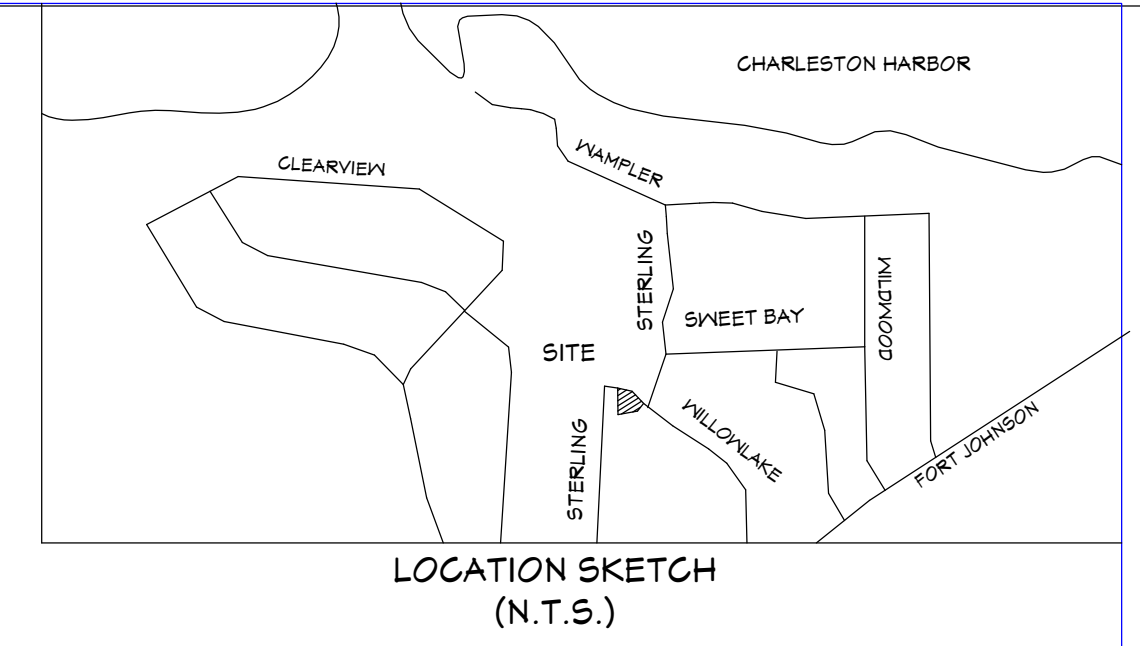 CHARLESTON HARBOR
CLEARVIEW
WAMPLER
STERLING
WILDWOOD
SWEET BAY
SITE
WILLOWLAKE
FORT JOHNSON
STERLING
LOCATION SKETCH
(N.T.S.)